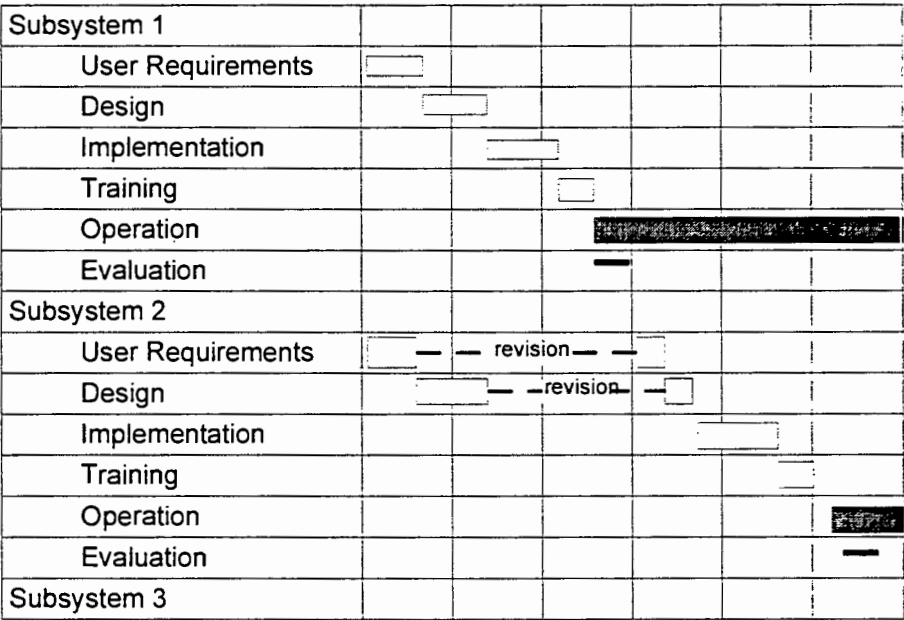 Subsystem 1
User Requirements
Design
Implementation
Training
Operation
Evaluation
Subsystem 2
User Requirements revision
Design revision
Implementation
Training
Operation
Evaluation
Subsystem 3